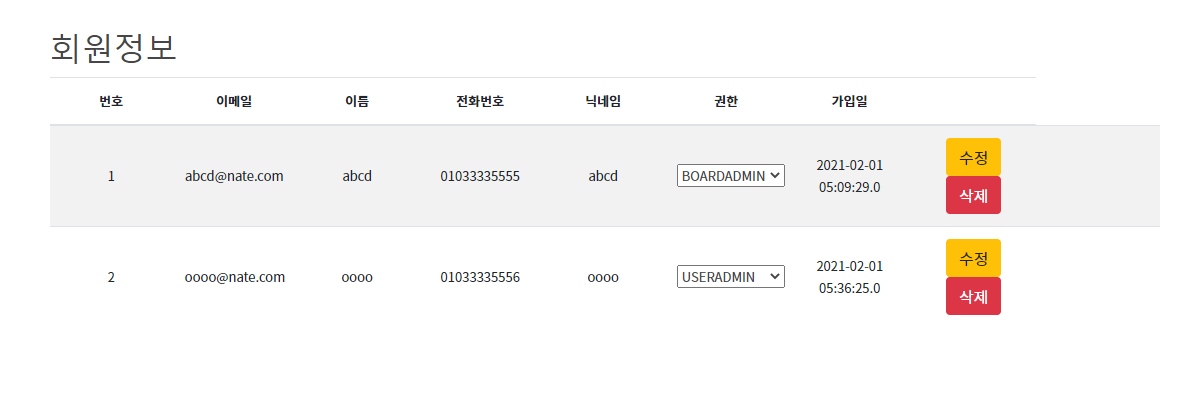 회원정보
번호 이메일 이름 전화번호 닉네임 권한 가입일
1 abcd@nate.com abcd 01033335555 abcd BOARDADMIN 2021-02-01 05:09:29.0 수정 삭제
2 oooo@nate.com oooo 01033335556 oooo USERADMIN 2021-02-01 05:36:25.0 수정 삭제